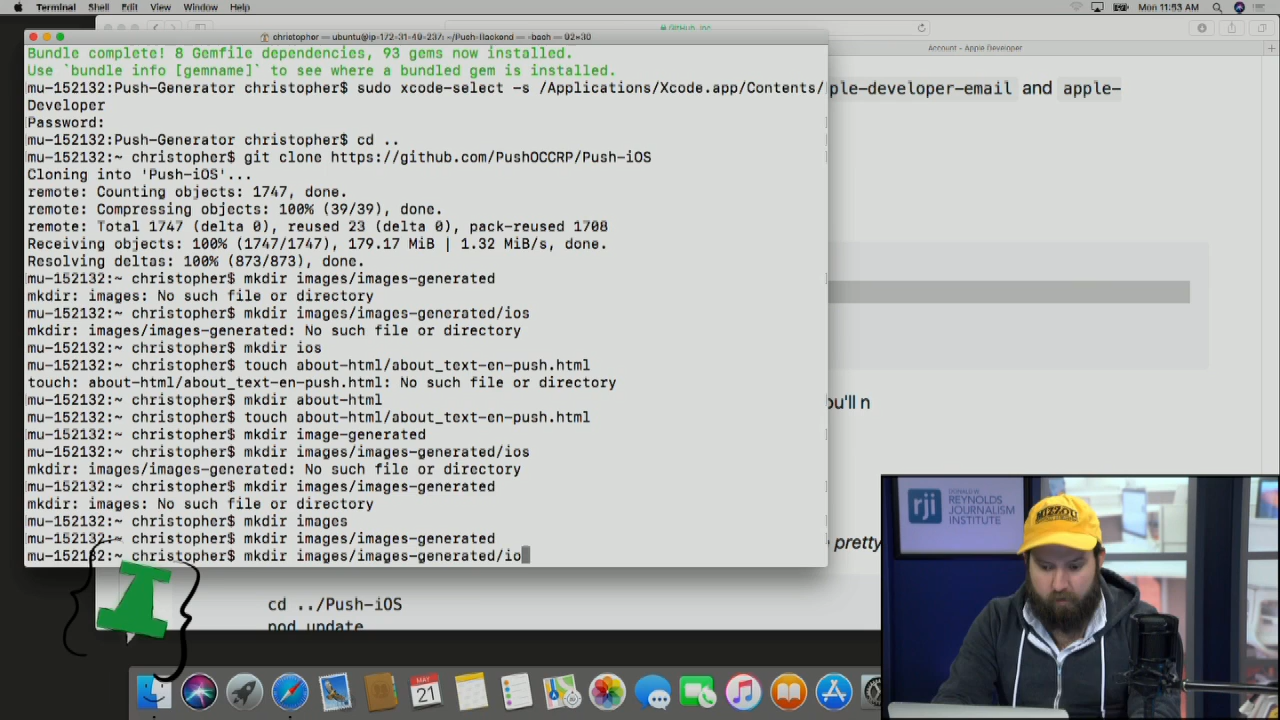 Terminal Shell Edit View Window Help
Mon 11:53 AM
christopher — ubuntu@ip-172-31-49-237: ~/Push-Backend — -bash — 92×30
GitHub, Inc.
Account - Apple Developer
Bundle complete! 8 Gemfile dependencies, 93 gems now installed.
Use `bundle info [gemname]` to see where a bundled gem is installed.
mu-152132:Push-Generator christopher$ sudo xcode-select -s /Applications/Xcode.app/Contents/
Developer
ple-developer-email and apple-
Password:
mu-152132:Push-Generator christopher$ cd ..
mu-152132:~ christopher$ git clone https://github.com/PushOCCRP/Push-iOS
Cloning into 'Push-iOS'...
remote: Counting objects: 1747, done.
remote: Compressing objects: 100% (39/39), done.
remote: Total 1747 (delta 0), reused 23 (delta 0), pack-reused 1708
Receiving objects: 100% (1747/1747), 179.17 MiB | 1.32 MiB/s, done.
Resolving deltas: 100% (873/873), done.
mu-152132:~ christopher$ mkdir images/images-generated
mkdir: images: No such file or directory
mu-152132:~ christopher$ mkdir images/images-generated/ios
mkdir: images/images-generated: No such file or directory
mu-152132:~ christopher$ mkdir ios
mu-152132:~ christopher$ touch about-html/about_text-en-push.html
touch: about-html/about_text-en-push.html: No such file or directory
mu-152132:~ christopher$ mkdir about-html
ou'll n
mu-152132:~ christopher$ touch about-html/about_text-en-push.html
mu-152132:~ christopher$ mkdir image-generated
mu-152132:~ christopher$ mkdir images/images-generated/ios
mkdir: images/images-generated: No such file or directory
mu-152132:~ christopher$ mkdir images/images-generated
mkdir: images: No such file or directory
mu-152132:~ christopher$ mkdir images
mu-152132:~ christopher$ mkdir images/images-generated
mu-152132:~ christopher$ mkdir images/images-generated/io
pretty
cd ../Push-iOS
pod update
rji
DONALD W.
REYNOLDS
JOURNALISM
INSTITUTE
MIZZOU
MAY
21